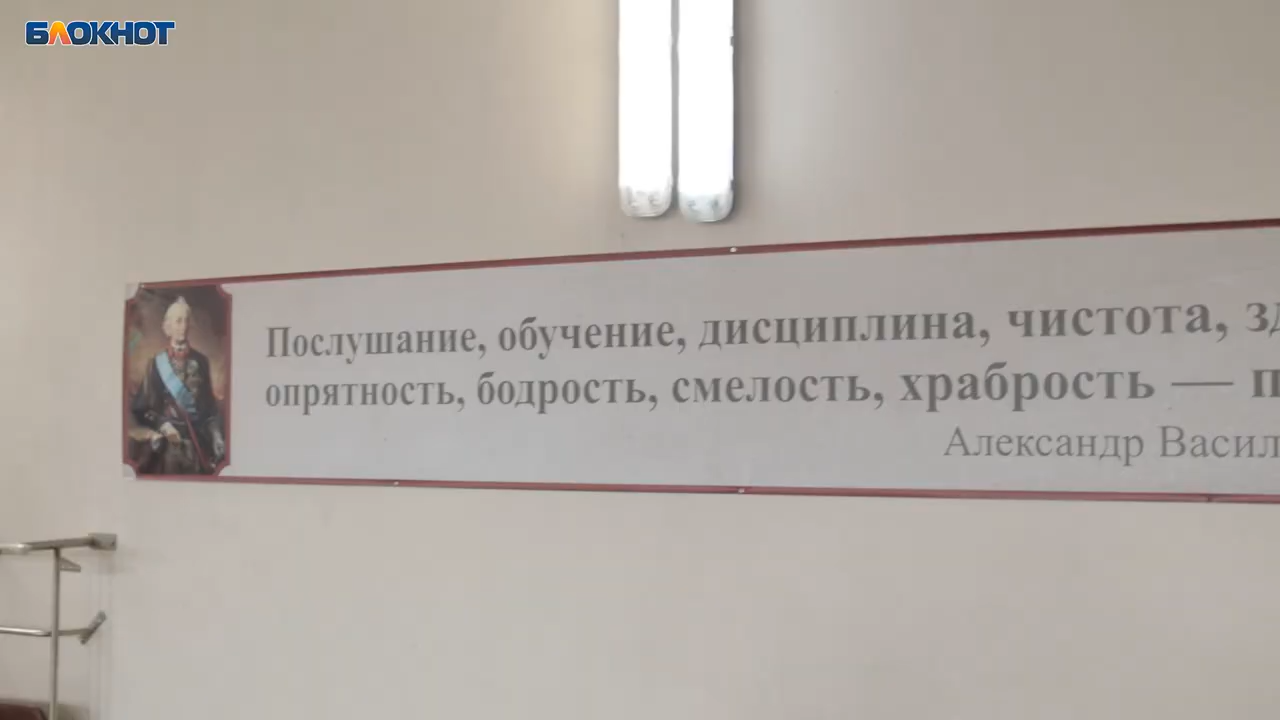 БЛОКНОТ
Послушание, обучение, дисциплина, чистота,
опрятность, бодрость, смелость, храбрость —
Александр